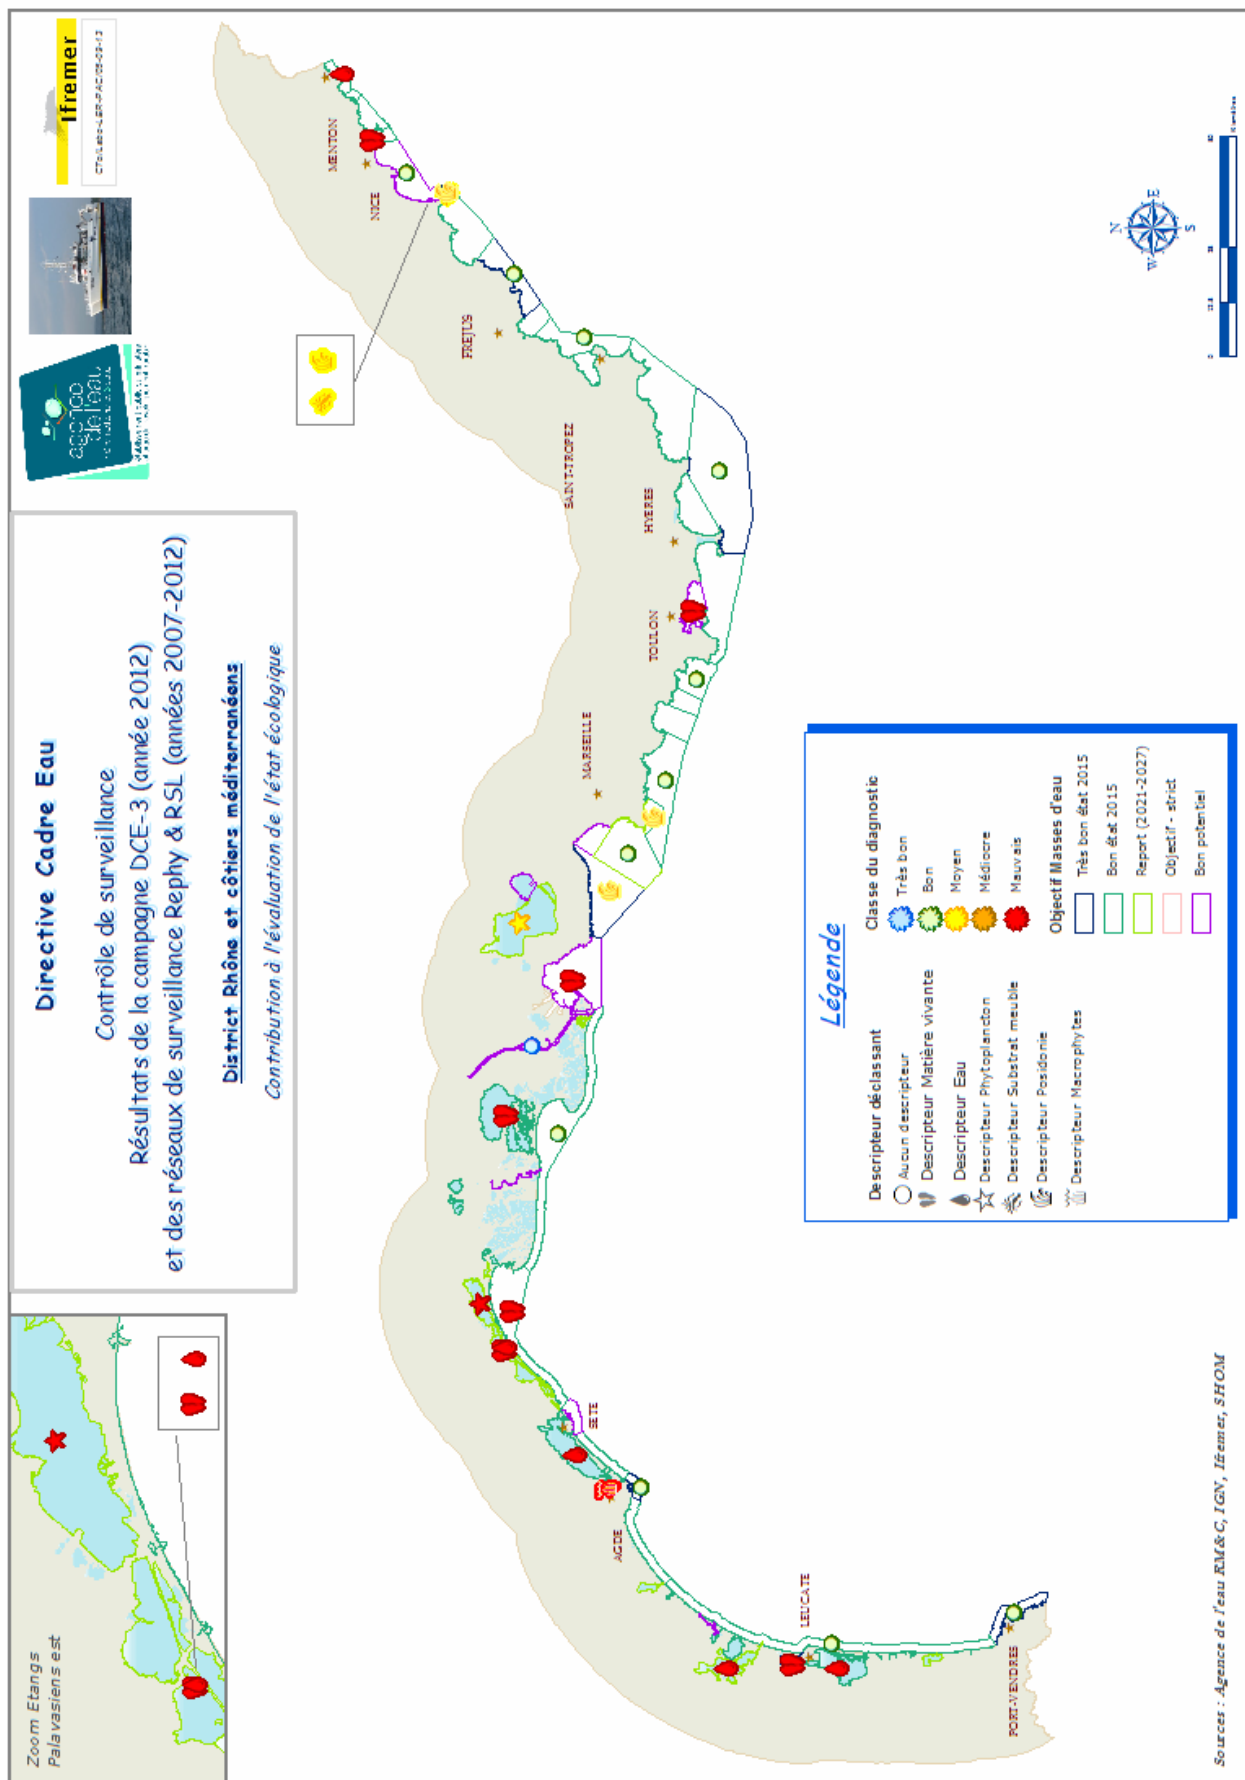 Directive Cadre Eau
Contrôle de surveillance
Résultats de la campagne DCE-3 (année 2012)
et des réseaux de surveillance Rephy & RSL (années 2007-2012)
District Rhône et côtiers méditerranéens
Contribution à l'évaluation de l'état écologique
Zoom Etangs
Palavasiens est
agence
de l'eau
Ifremer
MENTON
NICE
FREJUS
SAINT-TROPEZ
HYERES
TOULON
MARSEILLE
SETE
AGDE
LEUCATE
PORT-VENDRES
N
W E
S
Légende
Descripteur déclassant
Aucun descripteur
Descripteur Matière vivante
Descripteur Eau
Descripteur Phytoplancton
Descripteur Substrat meuble
Descripteur Posidonie
Descripteur Macrophytes
Classe du diagnostic
Très bon
Bon
Moyen
Médiocre
Mauvais
Objectif Masses d'eau
Très bon état 2015
Bon état 2015
Report (2021-2027)
Objectif - strict
Bon potentiel
Sources : Agence de l'eau RM&C, IGN, Ifremer, SHOM